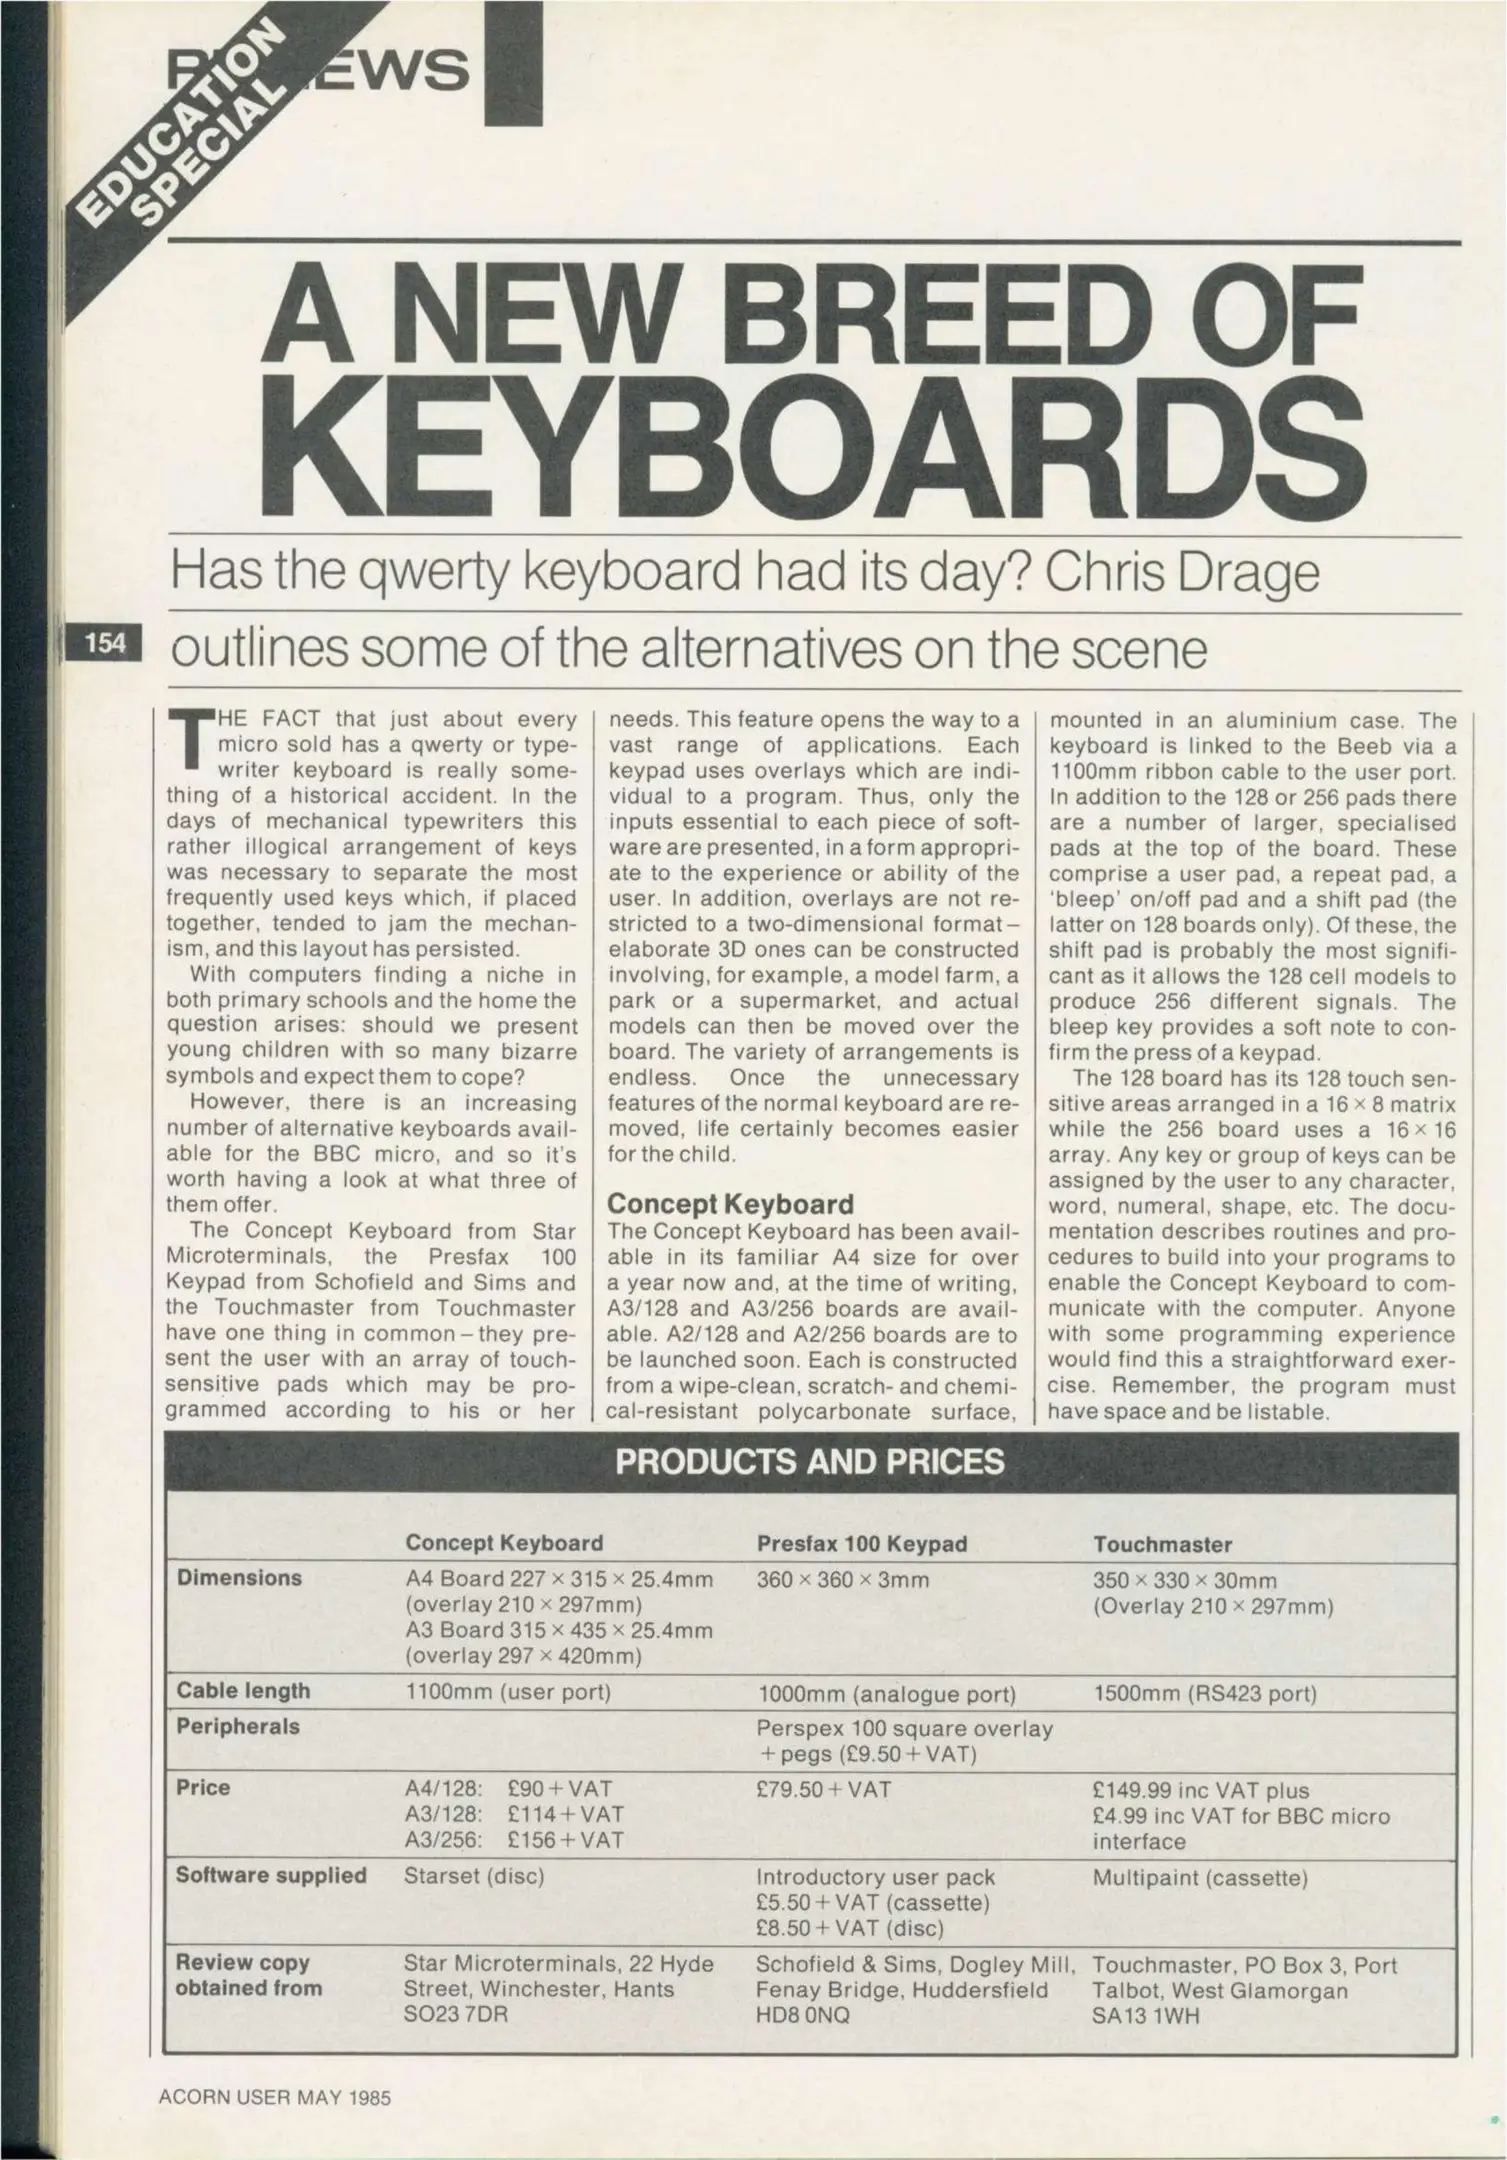 EWS
EDUCATION
SPECIAL
A NEW BREED OF
KEYBOARDS
Has the qwerty keyboard had its day? Chris Drage
outlines some of the alternatives on the scene
154
THE FACT that just about every
micro sold has a qwerty or type-
writer keyboard is really some-
thing of a historical accident. In the
days of mechanical typewriters this
rather illogical arrangement of keys
was necessary to separate the most
frequently used keys which, if placed
together, tended to jam the mechan-
ism, and this layout has persisted.
With computers finding a niche in
both primary schools and the home the
question arises: should we present
young children with so many bizarre
symbols and expect them to cope?
However, there is an increasing
number of alternative keyboards avail-
able for the BBC micro, and so it's
worth having a look at what three of
them offer.
The Concept Keyboard from Star
Microterminals, the Presfax 100
Keypad from Schofield and Sims and
the Touchmaster from Touchmaster
have one thing in common – they pre-
sent the user with an array of touch-
sensitive pads which may be pro-
grammed according to his or her
needs. This feature opens the way to a
vast range of applications. Each
keypad uses overlays which are indi-
vidual to a program. Thus, only the
inputs essential to each piece of soft-
ware are presented, in a form appropri-
ate to the experience or ability of the
user. In addition, overlays are not re-
stricted to a two-dimensional format –
elaborate 3D ones can be constructed
involving, for example, a model farm, a
park or a supermarket, and actual
models can then be moved over the
board. The variety of arrangements is
endless. Once the unnecessary
features of the normal keyboard are re-
moved, life certainly becomes easier
for the child.
Concept Keyboard
The Concept Keyboard has been avail-
able in its familiar A4 size for over
a year now and, at the time of writing,
A3/128 and A3/256 boards are avail-
able. A2/128 and A2/256 boards are to
be launched soon. Each is constructed
from a wipe-clean, scratch- and chemi-
cal-resistant polycarbonate surface,
mounted in an aluminium case. The
keyboard is linked to the Beeb via a
1100mm ribbon cable to the user port.
In addition to the 128 or 256 pads there
are a number of larger, specialised
pads at the top of the board. These
comprise a user pad, a repeat pad, a
'bleep' on/off pad and a shift pad (the
latter on 128 boards only). Of these, the
shift pad is probably the most signifi-
cant as it allows the 128 cell models to
produce 256 different signals. The
bleep key provides a soft note to con-
firm the press of a keypad.
The 128 board has its 128 touch sen-
sitive areas arranged in a 16 × 8 matrix
while the 256 board uses a 16 × 16
array. Any key or group of keys can be
assigned by the user to any character,
word, numeral, shape, etc. The docu-
mentation describes routines and pro-
cedures to build into your programs to
enable the Concept Keyboard to com-
municate with the computer. Anyone
with some programming experience
would find this a straightforward exer-
cise. Remember, the program must
have space and be listable.
PRODUCTS AND PRICES
Concept Keyboard Presfax 100 Keypad Touchmaster
Dimensions A4 Board 227 × 315 × 25.4mm 360 × 360 × 3mm 350 × 330 × 30mm
(overlay 210 × 297mm) (Overlay 210 × 297mm)
A3 Board 315 × 435 × 25.4mm
(overlay 297 × 420mm)
Cable length 1100mm (user port) 1000mm (analogue port) 1500mm (RS423 port)
Peripherals Perspex 100 square overlay
+ pegs (£9.50 + VAT)
Price A4/128: £90 + VAT £79.50 + VAT £149.99 inc VAT plus
A3/128: £114 + VAT £4.99 inc VAT for BBC micro
A3/256: £156 + VAT interface
Software supplied Starset (disc) Introductory user pack Multipaint (cassette)
£5.50 + VAT (cassette)
£8.50 + VAT (disc)
Review copy Star Microterminals, 22 Hyde Schofield & Sims, Dogley Mill, Touchmaster, PO Box 3, Port
obtained from Street, Winchester, Hants Fenay Bridge, Huddersfield Talbot, West Glamorgan
SO23 7DR HD8 0NQ SA13 1WH
ACORN USER MAY 1985